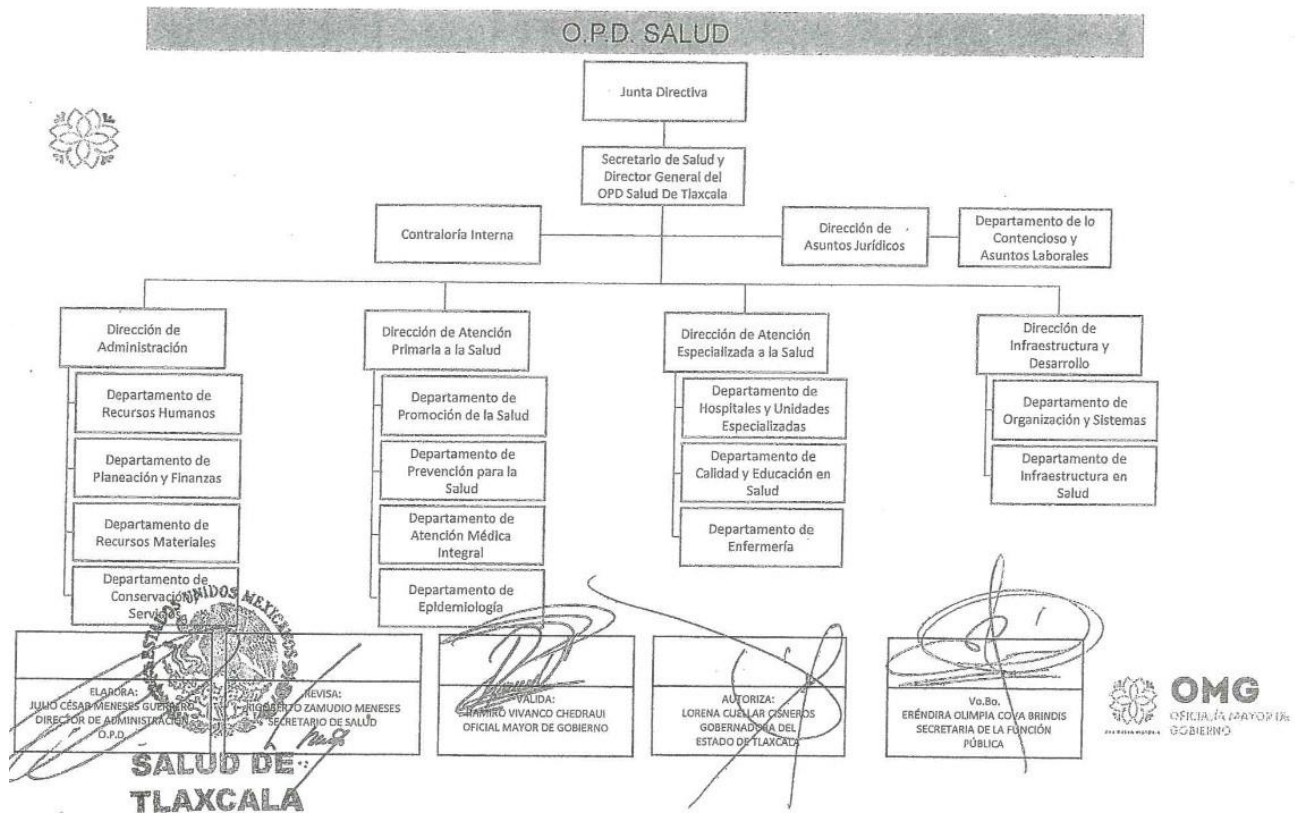 O.P.D. SALUD
Junta Directiva
Secretario de Salud y
Director General del
OPD Salud De Tlaxcala
Contraloría Interna
Dirección de
Asuntos Jurídicos
Departamento de lo
Contencioso y
Asuntos Laborales
Dirección de
Administración
Departamento de
Recursos Humanos
Departamento de
Planeación y Finanzas
Departamento de
Recursos Materiales
Departamento de
Conservación y
Servicios
Dirección de Atención
Primaria a la Salud
Departamento de
Promoción de la Salud
Departamento de
Prevención para la
Salud
Departamento de
Atención Médica
Integral
Departamento de
Epidemiología
Dirección de Atención
Especializada a la Salud
Departamento de
Hospitales y Unidades
Especializadas
Departamento de
Calidad y Educación en
Salud
Departamento de
Enfermería
Dirección de
Infraestructura y
Desarrollo
Departamento de
Organización y Sistemas
Departamento de
Infraestructura en
Salud
ESTADOS UNIDOS MEXICANOS
ELABORA:
JULIO CÉSAR MENESES GUERRERO
DIRECTOR DE ADMINISTRACIÓN
O.P.D.
REVISA:
RIGOBERTO ZAMUDIO MENESES
SECRETARIO DE SALUD
VALIDA:
RAMIRO VIVANCO CHEDRAUI
OFICIAL MAYOR DE GOBIERNO
AUTORIZA:
LORENA CUELLAR CISNEROS
GOBERNADORA DEL
ESTADO DE TLAXCALA
Vo.Bo.
ERÉNDIRA OLIMPIA COVA BRINDIS
SECRETARIA DE LA FUNCIÓN
PÚBLICA
SALUD DE
TLAXCALA
OMG
OFICIALÍA MAYOR DE
GOBIERNO